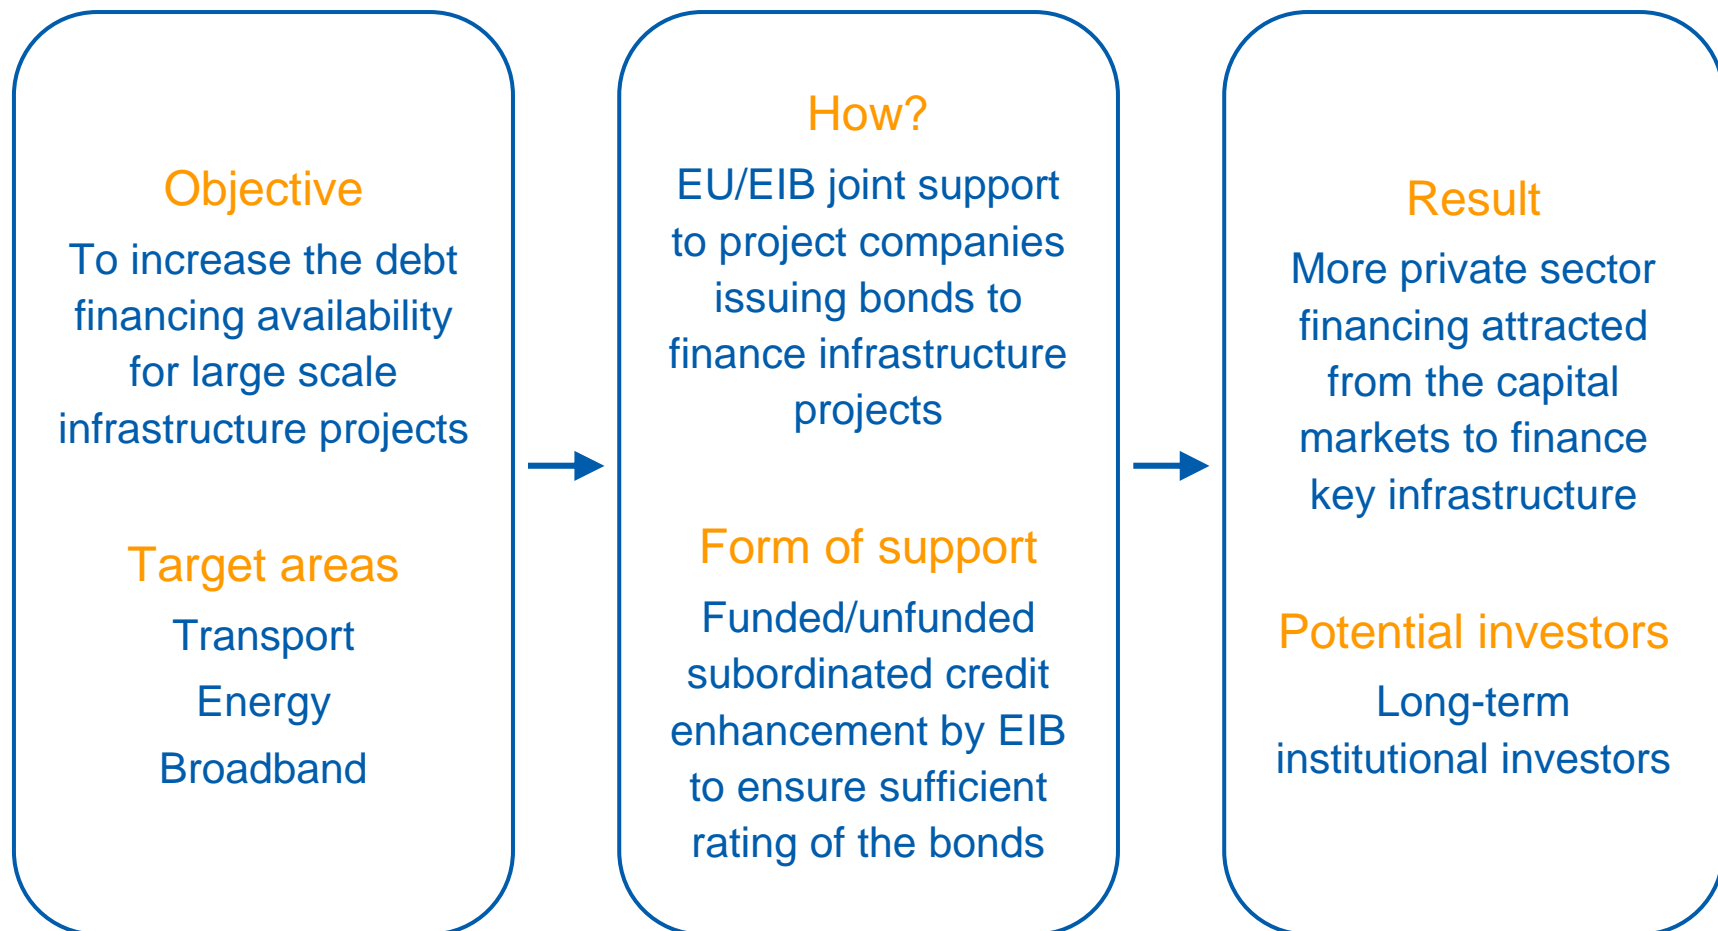 Objective
To increase the debt
financing availability
for large scale
infrastructure projects
Target areas
Transport
Energy
Broadband
How?
EU/EIB joint support
to project companies
issuing bonds to
finance infrastructure
projects
Form of support
Funded/unfunded
subordinated credit
enhancement by EIB
to ensure sufficient
rating of the bonds
Result
More private sector
financing attracted
from the capital
markets to finance
key infrastructure
Potential investors
Long-term
institutional investors